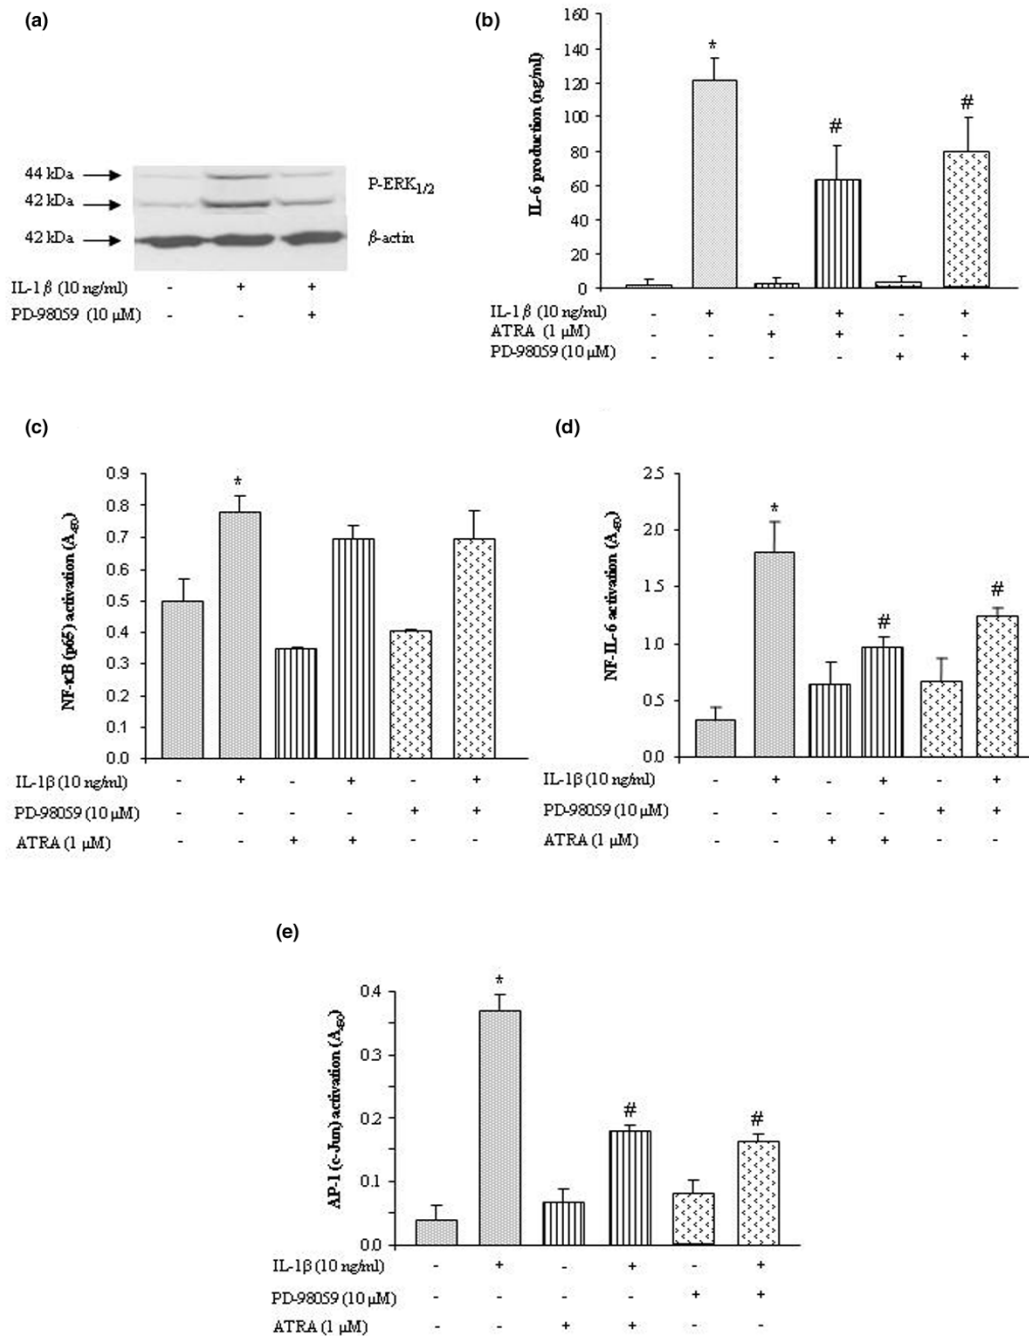 (a)
44 kDa
42 kDa
P-ERK1/2
42 kDa
β-actin
IL-1 β (10 ng/ml) - + +
PD-98059 (10 µM) - - +
(b)
IL-6 production (ng/ml)
160
140
120
100
80
60
40
20
0
*
#
#
IL-1 β (10 ng/ml) - + - + - +
ATRA (1 µM) - - + + - -
PD-98059 (10 µM) - - - - + +
(c)
NF-κB (p65) activation (A450)
0.9
0.8
0.7
0.6
0.5
0.4
0.3
0.2
0.1
0.0
*
IL-1β (10 ng/ml) - + - + - +
PD-98059 (10 µM) - - - - + +
ATRA (1 µM) - - + + - -
(d)
NF-IL-6 activation (A450)
2.5
2.0
1.5
1.0
0.5
0.0
*
#
#
IL-1β (10 ng/ml) - + - + - +
PD-98059 (10 µM) - - - - + +
ATRA (1 µM) - - + + - -
(e)
AP-1 (c-Jun) activation (A450)
0.4
0.3
0.2
0.1
0.0
*
#
#
IL-1β (10 ng/ml) - + - + - +
PD-98059 (10 µM) - - - - + +
ATRA (1 µM) - - + + - -